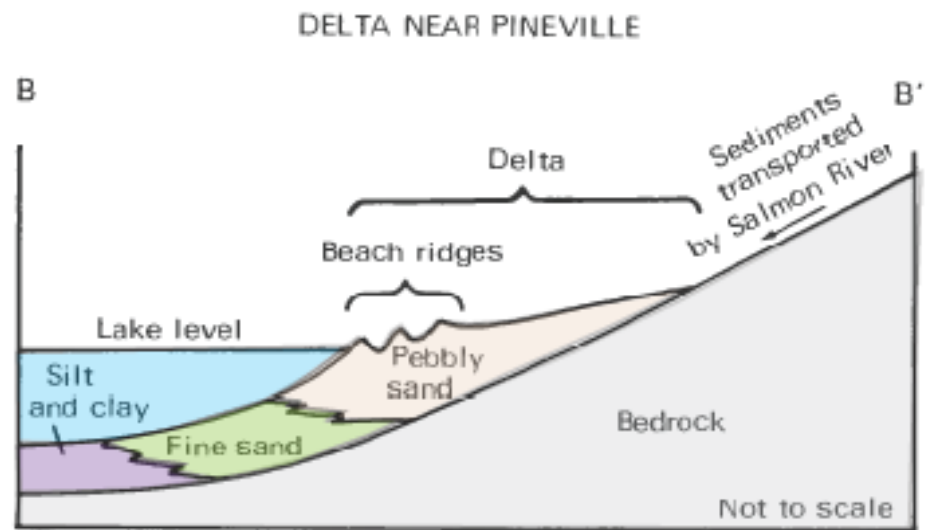 DELTA NEAR PINEVILLE
B
B'
Sediments
transported
by Salmon River
Delta
Beach ridges
Lake level
Pebbly
sand
Silt
and clay
Fine sand
Bedrock
Not to scale